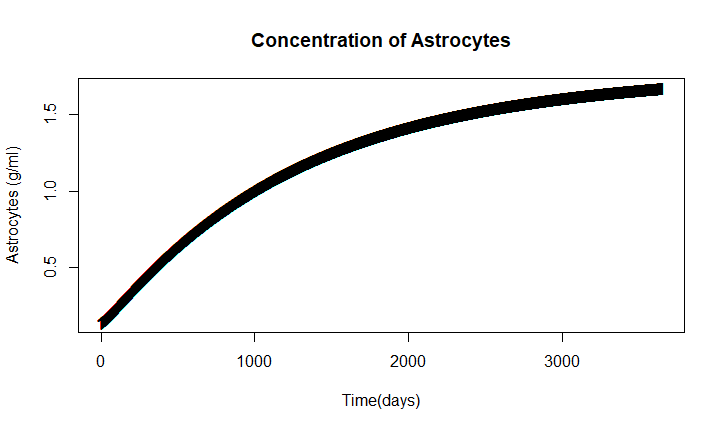 Concentration of Astrocytes
Astrocytes (g/ml)
1.5
1.0
0.5
0 1000 2000 3000
Time(days)